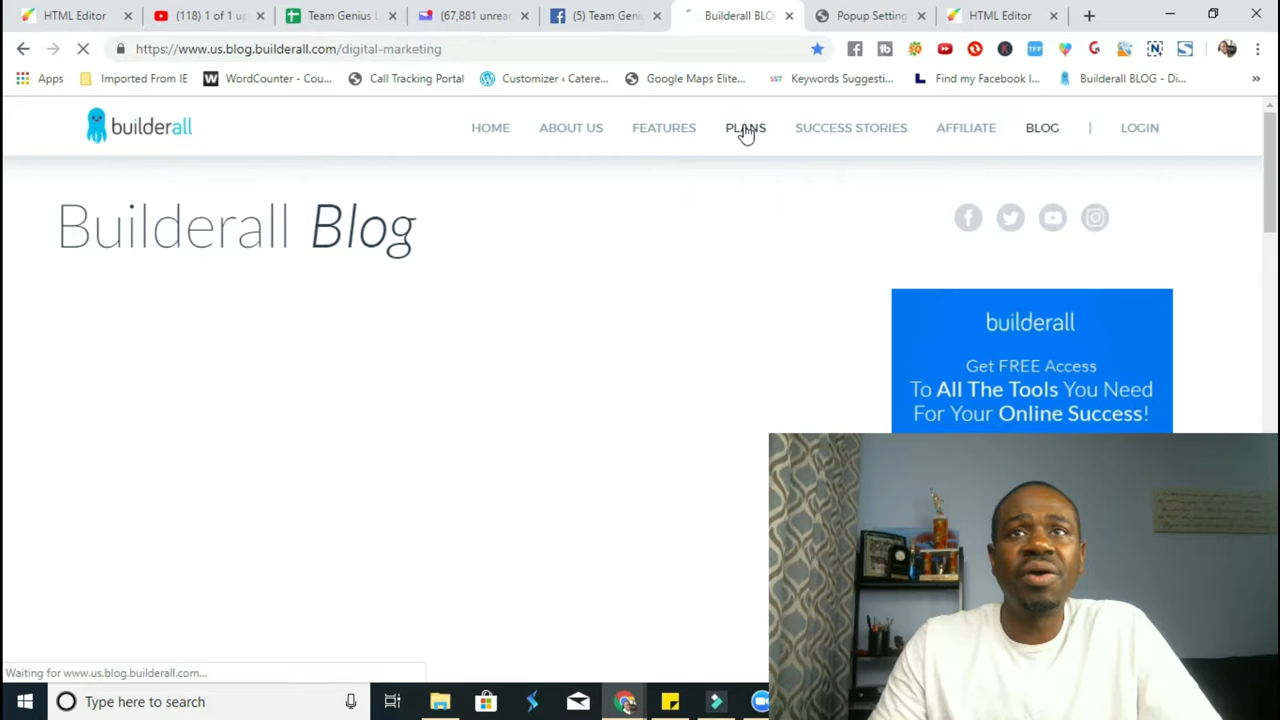 HTML Editor
(118) 1 of 1 u
Team Genius
(67,881 unrea
(5) Team Geni
Builderall BLO
Popup Setting
HTML Editor
https://www.us.blog.builderall.com/digital-marketing
Apps
Imported From IE
WordCounter - Cou...
Call Tracking Portal
Customizer ‹ Catere...
Google Maps Elite...
Keywords Suggesti...
Find my Facebook I...
Builderall BLOG - Di...
builderall
HOME
ABOUT US
FEATURES
PLANS
SUCCESS STORIES
AFFILIATE
BLOG
|
LOGIN
Builderall Blog
builderall
Get FREE Access
To All The Tools You Need
For Your Online Success!
Waiting for www.us.blog.builderall.com...
Type here to search